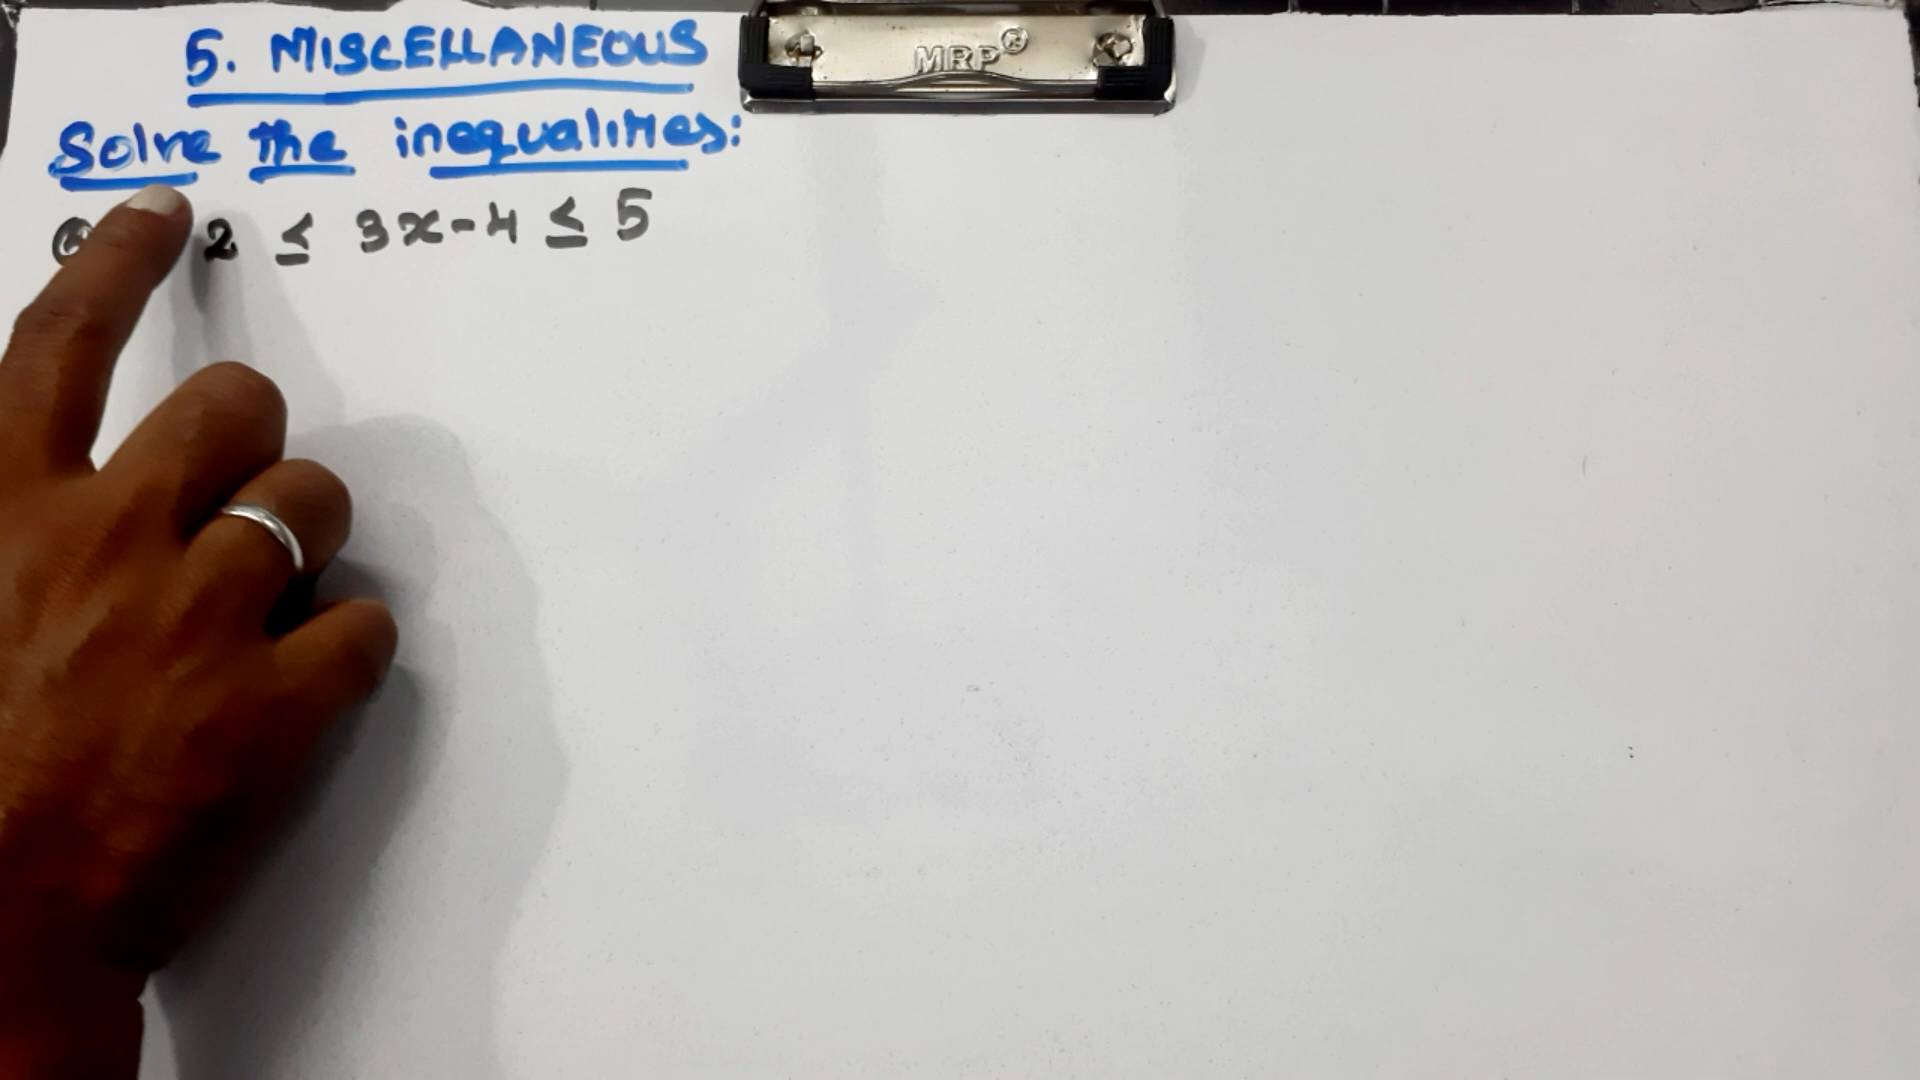 MRP®
5. MISCELLANEOUS
Solve the inequalities:
2 ≤ 3x-4 ≤ 5